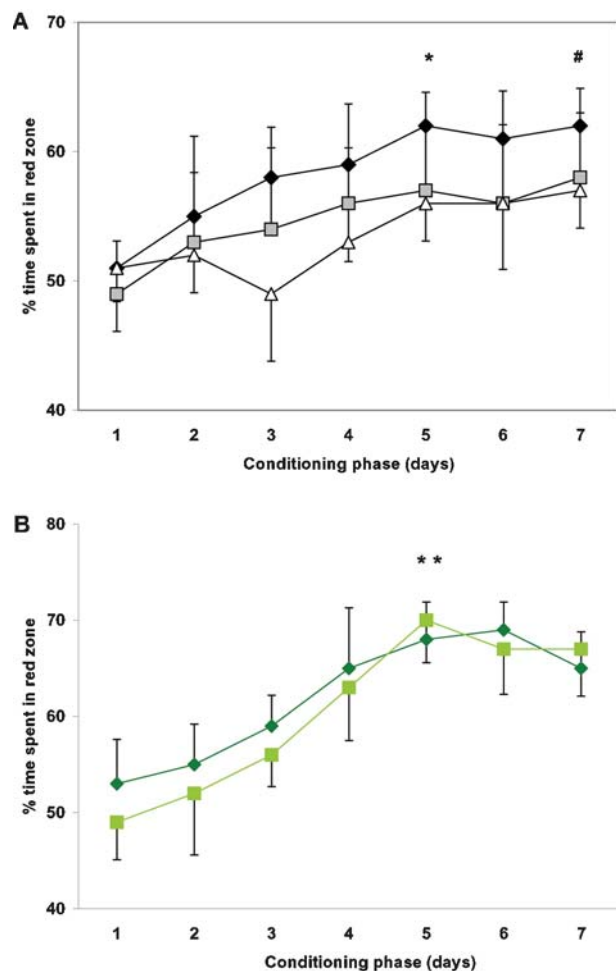 A
70
* #
60
% time spent in red zone
50
40
1 2 3 4 5 6 7
Conditioning phase (days)
B
80
* *
70
% time spent in red zone
60
50
40
1 2 3 4 5 6 7
Conditioning phase (days)